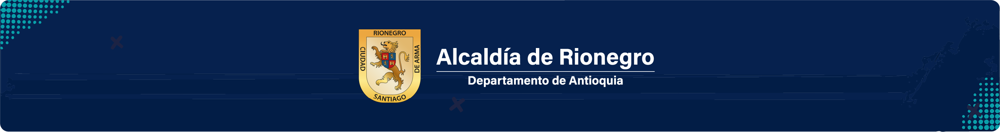 RIONEGRO
CIUDAD
DE ARMA
SANTIAGO
Alcaldía de Rionegro
Departamento de Antioquia